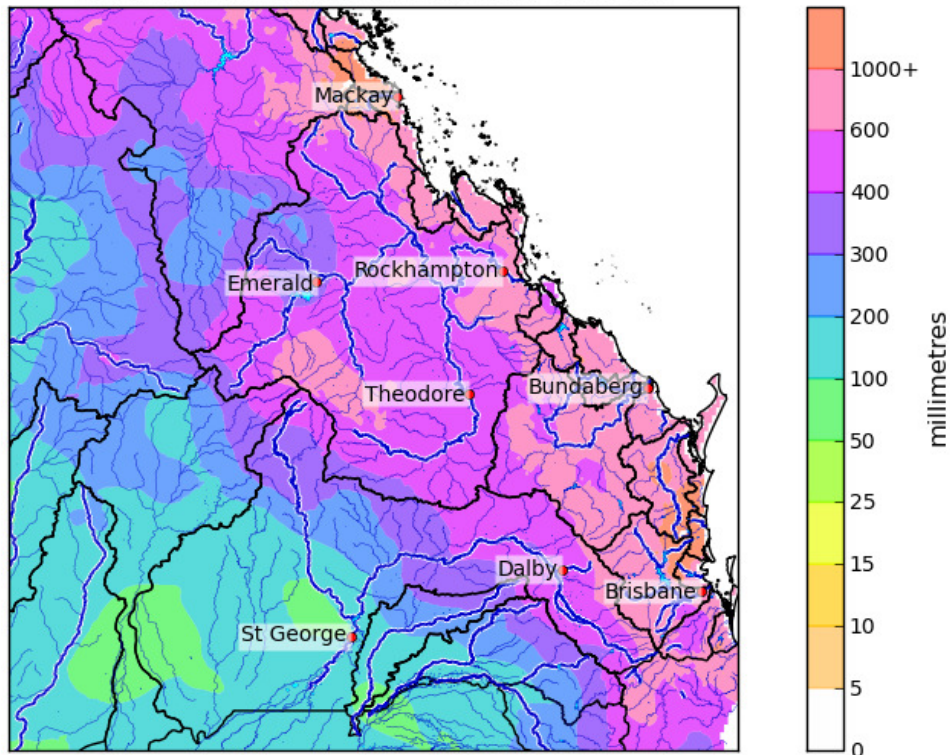 Mackay
Rockhampton
Emerald
Theodore
Bundaberg
Dalby
Brisbane
St George
1000+
600
400
300
200
100
50
25
15
10
5
0
millimetres